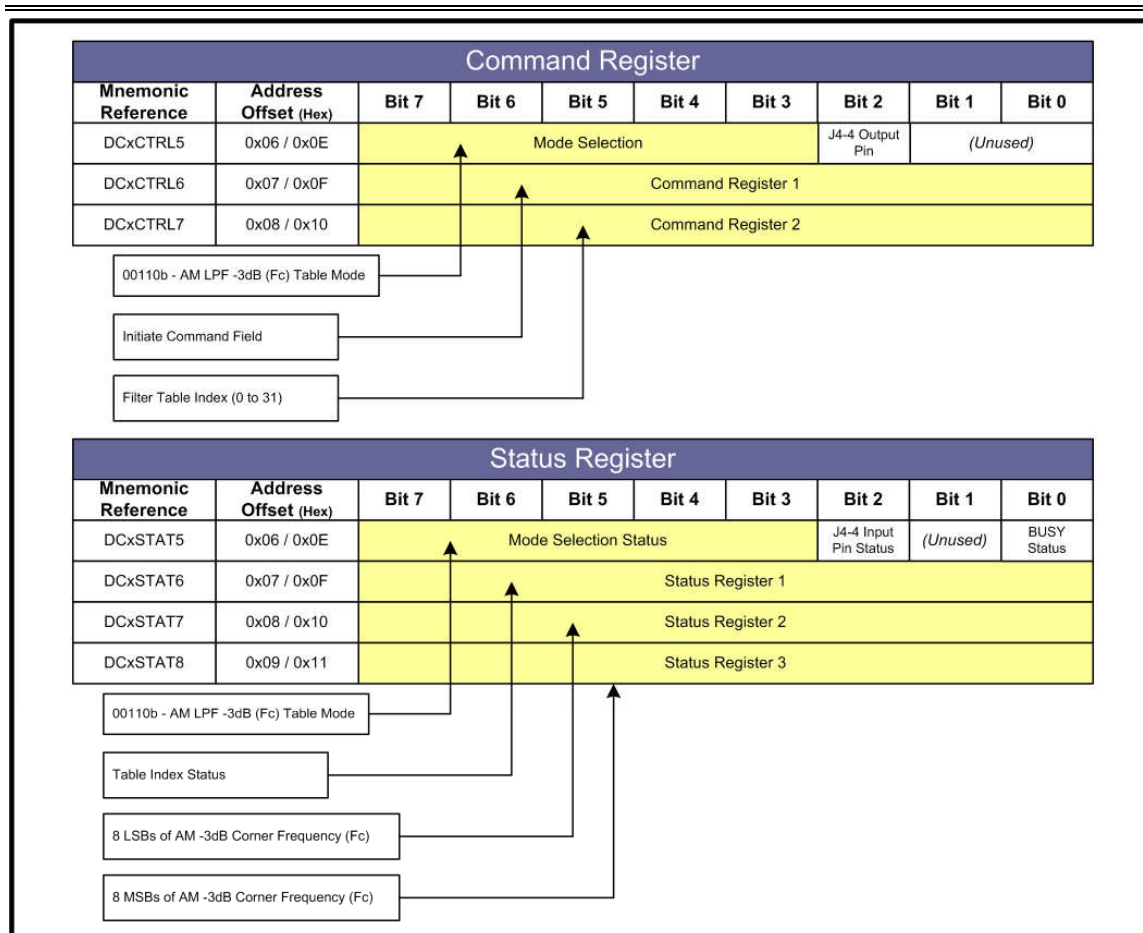 Command Register
Mnemonic Reference Address Offset (Hex) Bit 7 Bit 6 Bit 5 Bit 4 Bit 3 Bit 2 Bit 1 Bit 0
DCxCTRL5 0x06 / 0x0E Mode Selection J4-4 Output Pin (Unused)
DCxCTRL6 0x07 / 0x0F Command Register 1
DCxCTRL7 0x08 / 0x10 Command Register 2
00110b - AM LPF -3dB (Fc) Table Mode
Initiate Command Field
Filter Table Index (0 to 31)
Status Register
Mnemonic Reference Address Offset (Hex) Bit 7 Bit 6 Bit 5 Bit 4 Bit 3 Bit 2 Bit 1 Bit 0
DCxSTAT5 0x06 / 0x0E Mode Selection Status J4-4 Input Pin Status (Unused) BUSY Status
DCxSTAT6 0x07 / 0x0F Status Register 1
DCxSTAT7 0x08 / 0x10 Status Register 2
DCxSTAT8 0x09 / 0x11 Status Register 3
00110b - AM LPF -3dB (Fc) Table Mode
Table Index Status
8 LSBs of AM -3dB Corner Frequency (Fc)
8 MSBs of AM -3dB Corner Frequency (Fc)